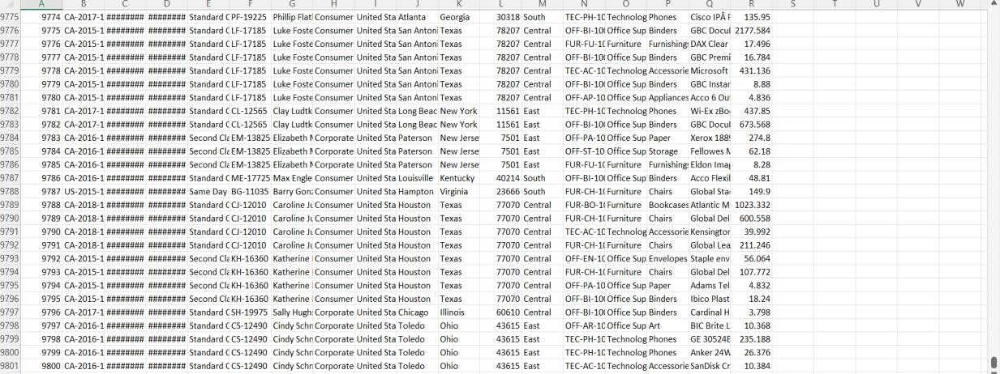 A B C D E F G H I J K L M N O P Q R S T U V W
9775 9774 CA-2017-1 ######## ######## Standard C PF-19225 Phillip Flat Consumer United Sta Atlanta Georgia 30318 South TEC-PH-10 Technolog Phones Cisco IPÂ F 135.95
9776 9775 CA-2015-1 ######## ######## Standard C LF-17185 Luke Foste Consumer United Sta San Antoni Texas 78207 Central OFF-BI-100 Office Sup Binders GBC Docul 2177.584
9777 9776 CA-2015-1 ######## ######## Standard C LF-17185 Luke Foste Consumer United Sta San Antoni Texas 78207 Central FUR-FU-10 Furniture Furnishing: DAX Clear 17.496
9778 9777 CA-2015-1 ######## ######## Standard C LF-17185 Luke Foste Consumer United Sta San Antoni Texas 78207 Central OFF-BI-100 Office Sup Binders GBC Premi 16.784
9779 9778 CA-2015-1 ######## ######## Standard C LF-17185 Luke Foste Consumer United Sta San Antoni Texas 78207 Central TEC-AC-10 Technolog Accessorie Microsoft 431.136
9780 9779 CA-2015-1 ######## ######## Standard C LF-17185 Luke Foste Consumer United Sta San Antoni Texas 78207 Central OFF-BI-100 Office Sup Binders GBC Instar 8.88
9781 9780 CA-2015-1 ######## ######## Standard C LF-17185 Luke Foste Consumer United Sta San Antoni Texas 78207 Central OFF-AP-10 Office Sup Appliances Acco 6 Out 4.836
9782 9781 CA-2017-1 ######## ######## Standard C CL-12565 Clay Ludtk Consumer United Sta Long Beac New York 11561 East TEC-PH-10 Technolog Phones Wi-Ex zBo 437.85
9783 9782 CA-2017-1 ######## ######## Standard C CL-12565 Clay Ludtk Consumer United Sta Long Beac New York 11561 East OFF-BI-100 Office Sup Binders GBC Docul 673.568
9784 9783 CA-2016-1 ######## ######## Second Cla EM-13825 Elizabeth M Corporate United Sta Paterson New Jerse 7501 East OFF-PA-10 Office Sup Paper Xerox 188 274.8
9785 9784 CA-2016-1 ######## ######## Second Cla EM-13825 Elizabeth M Corporate United Sta Paterson New Jerse 7501 East OFF-ST-10 Office Sup Storage Fellowes M 62.18
9786 9785 CA-2016-1 ######## ######## Second Cla EM-13825 Elizabeth M Corporate United Sta Paterson New Jerse 7501 East FUR-FU-10 Furniture Furnishing: Eldon Imag 8.28
9787 9786 CA-2016-1 ######## ######## Standard C ME-17725 Max Engle Consumer United Sta Louisville Kentucky 40214 South OFF-BI-100 Office Sup Binders Acco Flexil 48.81
9788 9787 US-2015-1 ######## ######## Same Day BG-11035 Barry Gonz Consumer United Sta Hampton Virginia 23666 South FUR-CH-10 Furniture Chairs Global Sta 149.9
9789 9788 CA-2018-1 ######## ######## Standard C CJ-12010 Caroline Ju Consumer United Sta Houston Texas 77070 Central FUR-BO-10 Furniture Bookcases Atlantic M 1023.332
9790 9789 CA-2018-1 ######## ######## Standard C CJ-12010 Caroline Ju Consumer United Sta Houston Texas 77070 Central FUR-CH-10 Furniture Chairs Global Del 600.558
9791 9790 CA-2018-1 ######## ######## Standard C CJ-12010 Caroline Ju Consumer United Sta Houston Texas 77070 Central TEC-AC-10 Technolog Accessorie Kensington 39.992
9792 9791 CA-2018-1 ######## ######## Standard C CJ-12010 Caroline Ju Consumer United Sta Houston Texas 77070 Central FUR-CH-10 Furniture Chairs Global Lea 211.246
9793 9792 CA-2015-1 ######## ######## Second Cla KH-16360 Katherine Consumer United Sta Houston Texas 77070 Central OFF-EN-10 Office Sup Envelopes Staple env 56.064
9794 9793 CA-2015-1 ######## ######## Second Cla KH-16360 Katherine Consumer United Sta Houston Texas 77070 Central FUR-CH-10 Furniture Chairs Global Del 107.772
9795 9794 CA-2015-1 ######## ######## Second Cla KH-16360 Katherine Consumer United Sta Houston Texas 77070 Central OFF-PA-10 Office Sup Paper Adams Tel 4.832
9796 9795 CA-2015-1 ######## ######## Second Cla KH-16360 Katherine Consumer United Sta Houston Texas 77070 Central OFF-BI-100 Office Sup Binders Ibico Plast 18.24
9797 9796 CA-2017-1 ######## ######## Standard C SH-19975 Sally Hugh Corporate United Sta Chicago Illinois 60610 Central OFF-BI-100 Office Sup Binders Cardinal H 3.798
9798 9797 CA-2016-1 ######## ######## Standard C CS-12490 Cindy Schn Corporate United Sta Toledo Ohio 43615 East OFF-AR-10 Office Sup Art BIC Brite L 10.368
9799 9798 CA-2016-1 ######## ######## Standard C CS-12490 Cindy Schn Corporate United Sta Toledo Ohio 43615 East TEC-PH-10 Technolog Phones GE 30524E 235.188
9800 9799 CA-2016-1 ######## ######## Standard C CS-12490 Cindy Schn Corporate United Sta Toledo Ohio 43615 East TEC-PH-10 Technolog Phones Anker 24W 26.376
9801 9800 CA-2016-1 ######## ######## Standard C CS-12490 Cindy Schn Corporate United Sta Toledo Ohio 43615 East TEC-AC-10 Technolog Accessorie SanDisk Cr 10.384